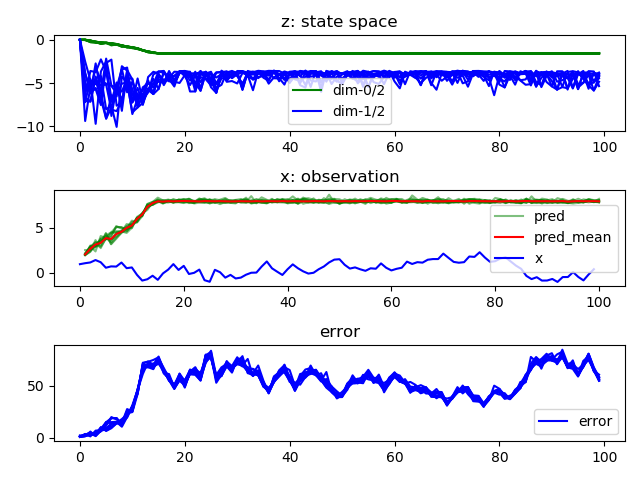 z: state space
0
−5
−10
dim-0/2
dim-1/2
0 20 40 60 80 100
x: observation
5
0
pred
pred_mean
x
0 20 40 60 80 100
error
50
0
error
0 20 40 60 80 100